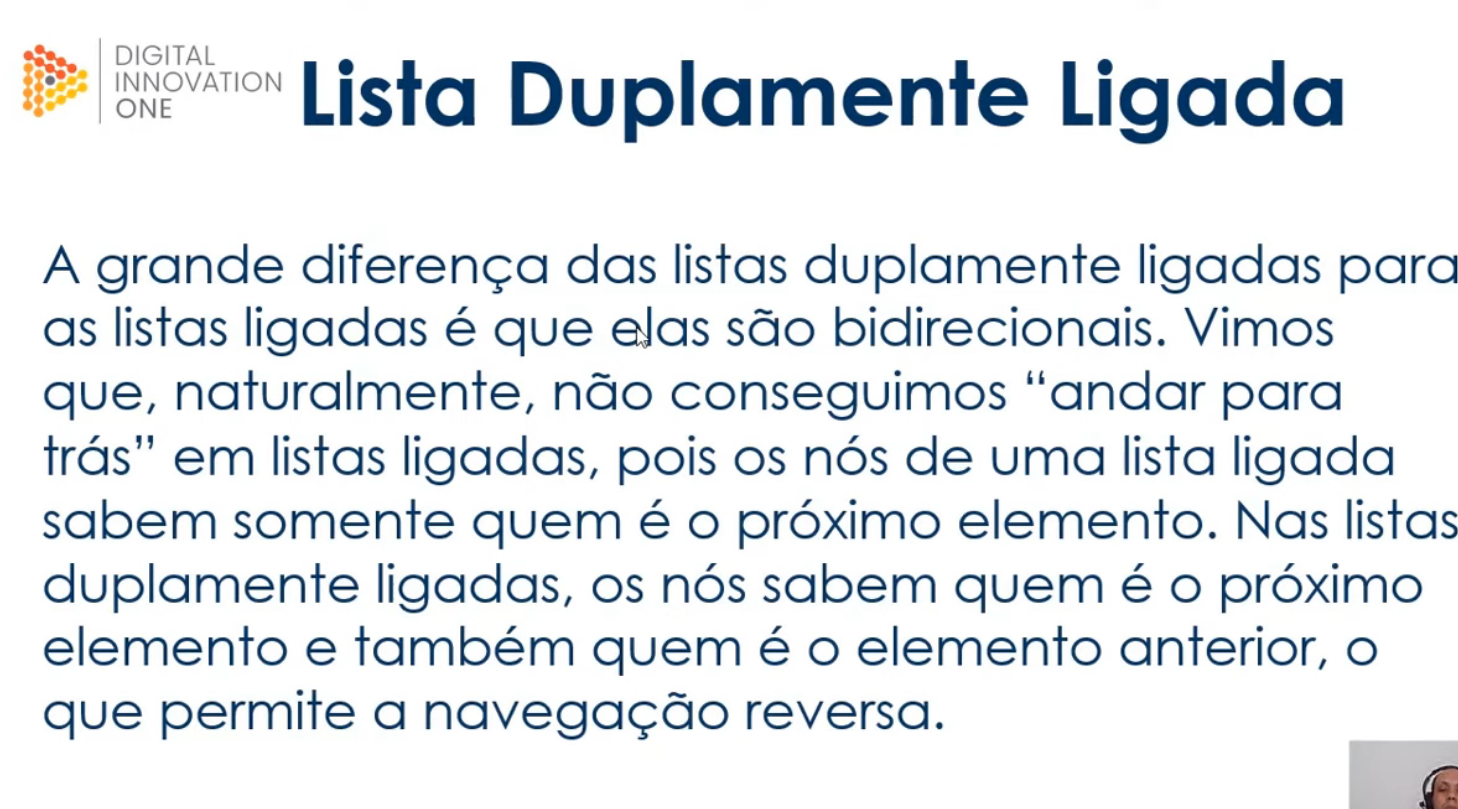 DIGITAL
INNOVATION
ONE
Lista Duplamente Ligada
A grande diferença das listas duplamente ligadas para
as listas ligadas é que elas são bidirecionais. Vimos
que, naturalmente, não conseguimos “andar para
trás” em listas ligadas, pois os nós de uma lista ligada
sabem somente quem é o próximo elemento. Nas listas
duplamente ligadas, os nós sabem quem é o próximo
elemento e também quem é o elemento anterior, o
que permite a navegação reversa.